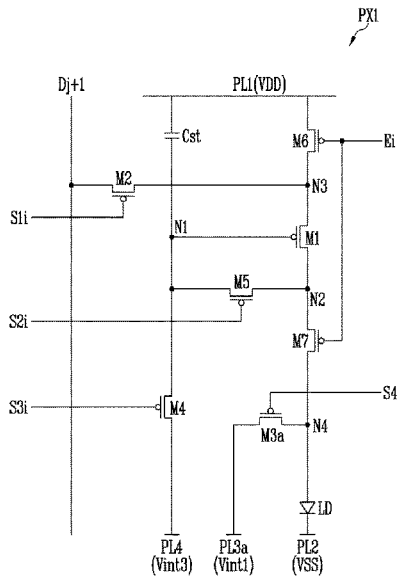 PX1
Dj+1
PL1(VDD)
Cst
M6
Ei
M2
N3
S1i
N1
M1
M5
N2
S2i
M7
S3i
M4
S4
M3a
N4
LD
PL4
(Vint3)
PL3a
(Vint1)
PL2
(VSS)